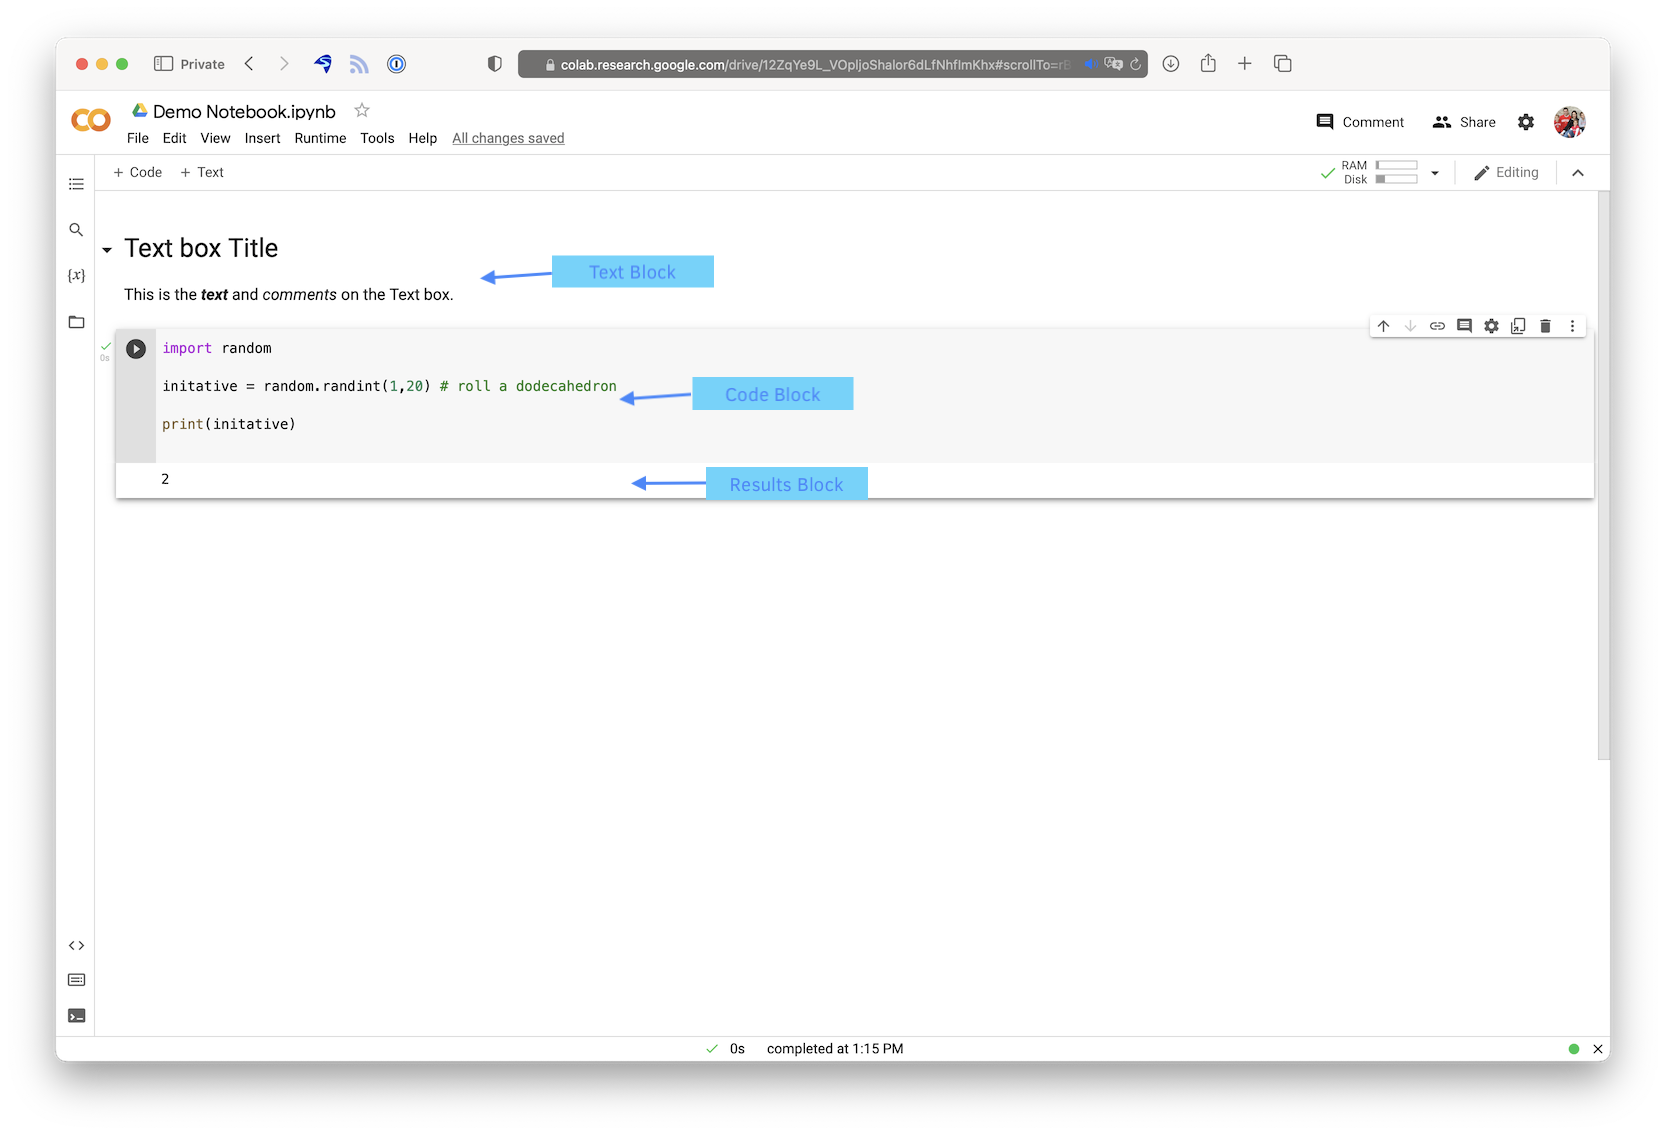 Private
colab.research.google.com/drive/12ZqYe9L_VOpljoShalor6dLfNhflmKhx#scrollTo=r
Demo Notebook.ipynb
File Edit View Insert Runtime Tools Help All changes saved
Comment Share
+ Code + Text
RAM
Disk
Editing
{x}
Text box Title
Text Block
This is the text and comments on the Text box.
0s
import random
initative = random.randint(1,20) # roll a dodecahedron
Code Block
print(initative)
2
Results Block
0s completed at 1:15 PM